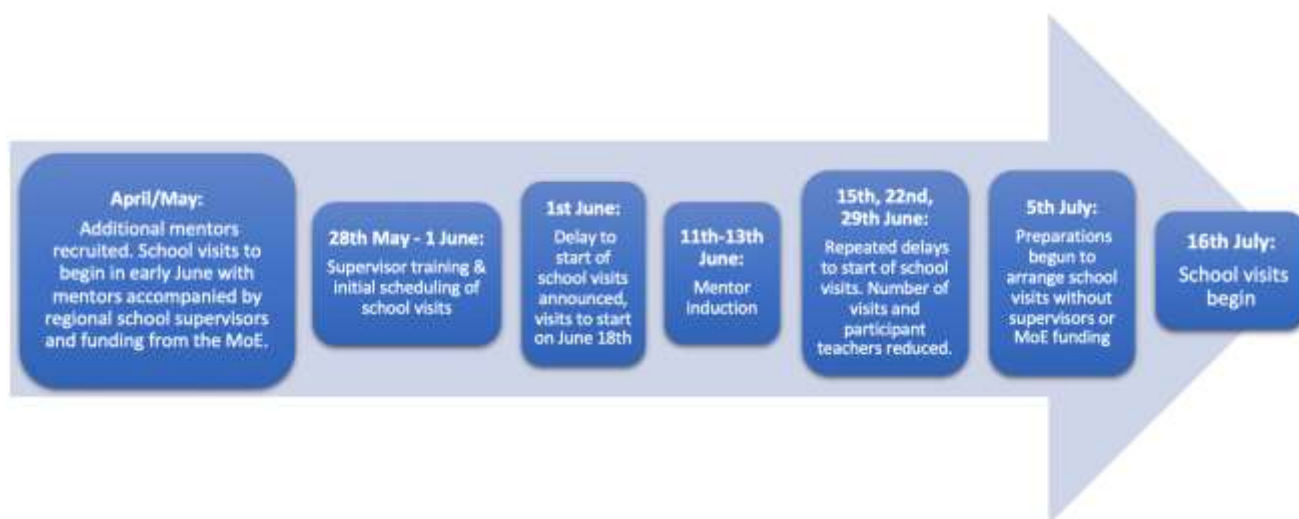 April/May:
Additional mentors
recruited. School visits to
begin in early June with
mentors accompanied by
regional school supervisors
and funding from the MoE.
28th May - 1 June:
Supervisor training &
initial scheduling of
school visits
1st June:
Delay to
start of
school visits
announced,
visits to start
on June 18th
11th-13th
June:
Mentor
induction
15th, 22nd,
29th June:
Repeated delays
to start of school
visits. Number of
visits and
participant
teachers reduced.
5th July:
Preparations
begun to
arrange school
visits without
supervisors or
MoE funding
16th July:
School visits
begin